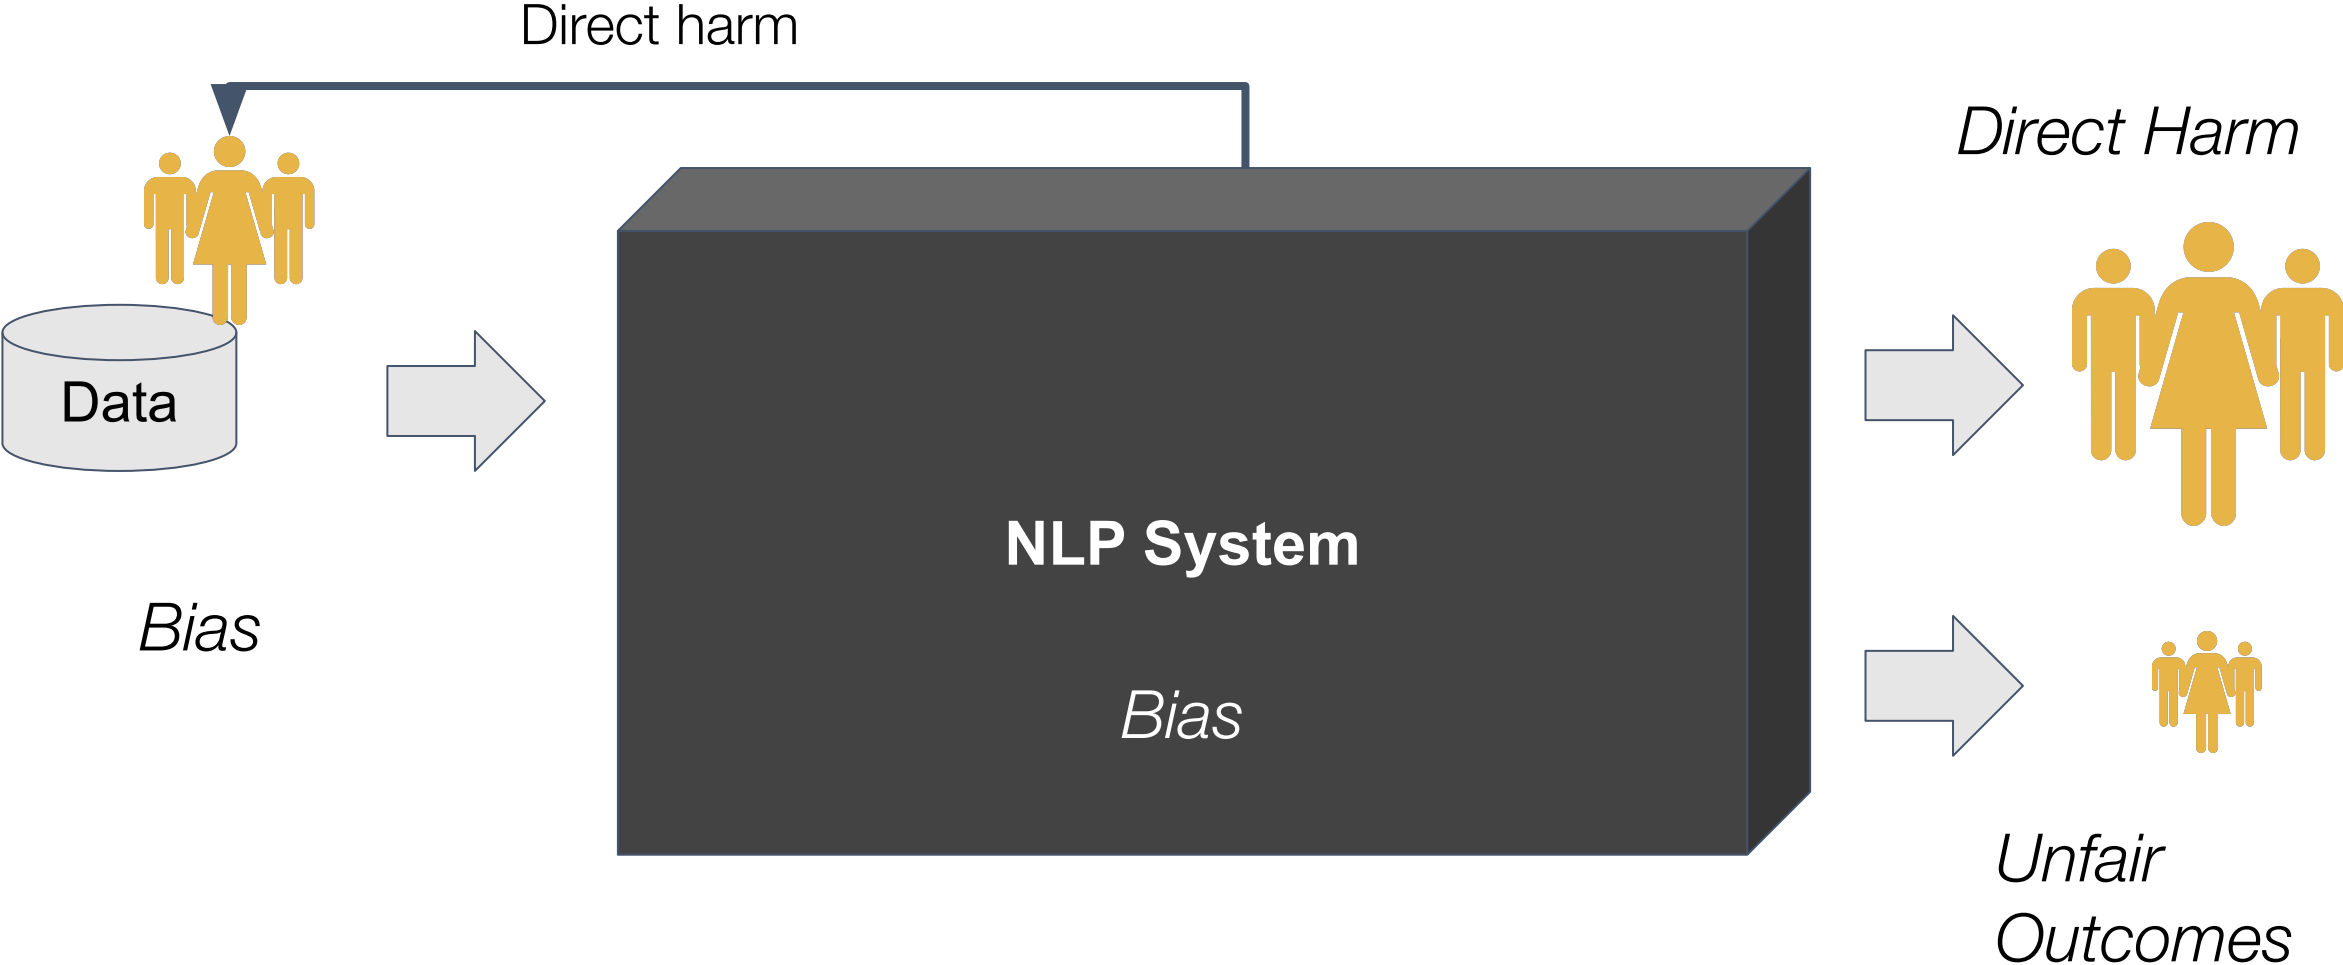 Direct harm
Direct Harm
Data
NLP System
Bias
Bias
Unfair
Outcomes